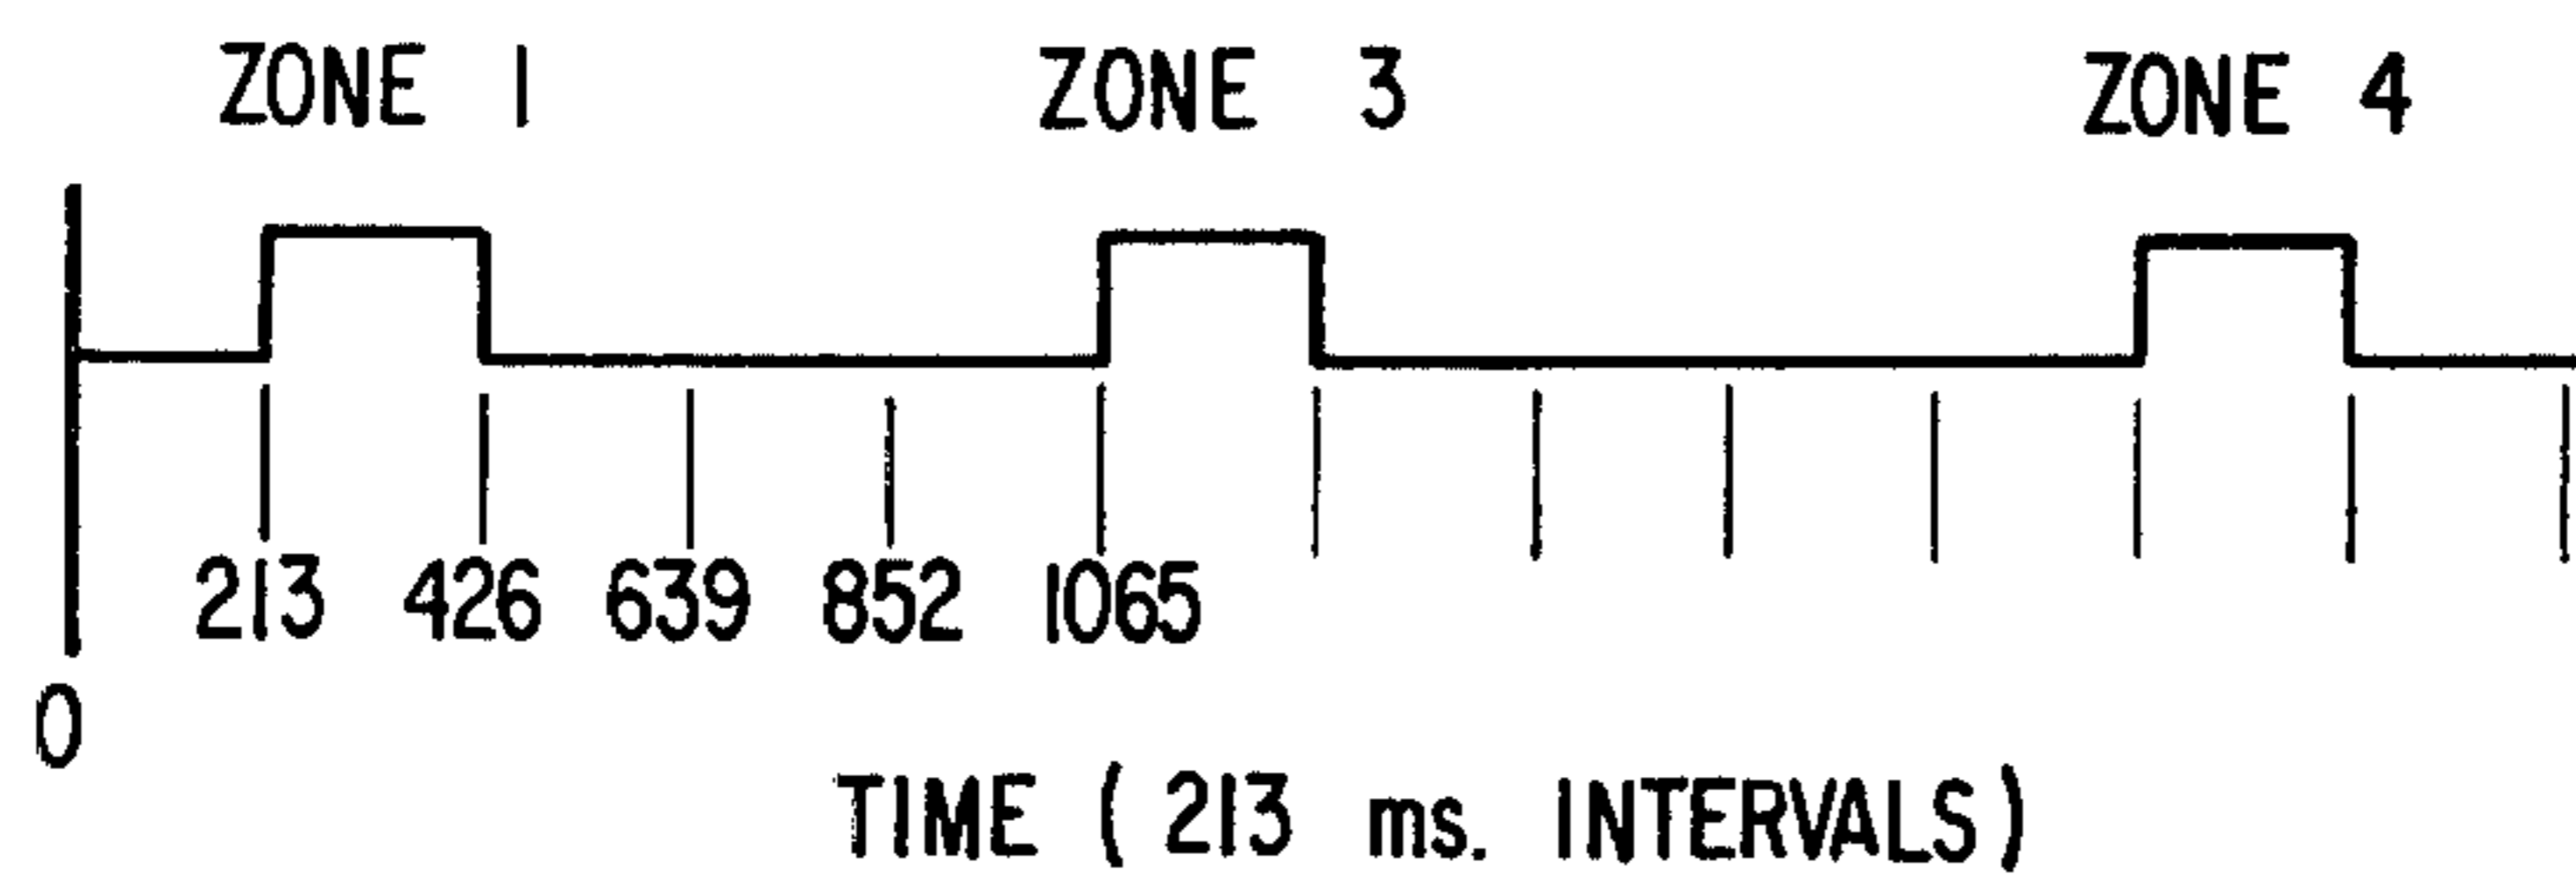 ZONE 1 ZONE 3 ZONE 4
213 426 639 852 1065
0
TIME ( 213 ms. INTERVALS)